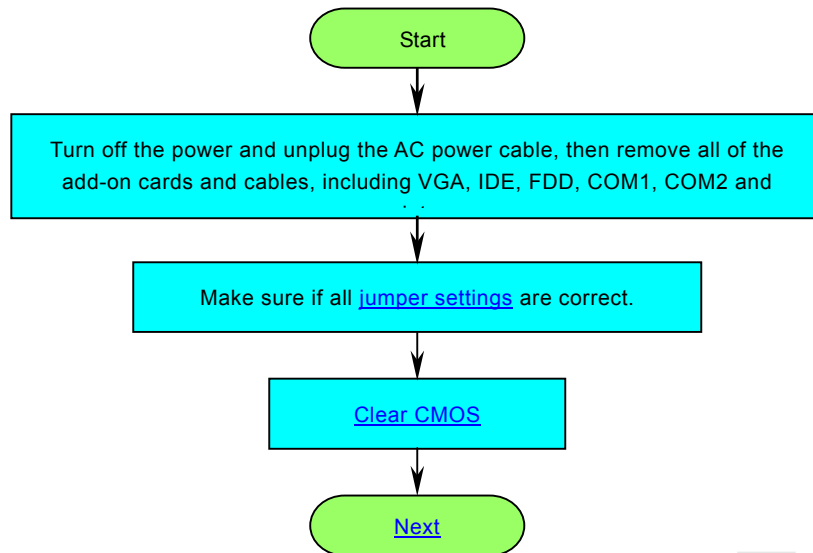 Start
Turn off the power and unplug the AC power cable, then remove all of the
add-on cards and cables, including VGA, IDE, FDD, COM1, COM2 and
Make sure if all jumper settings are correct.
Clear CMOS
Next